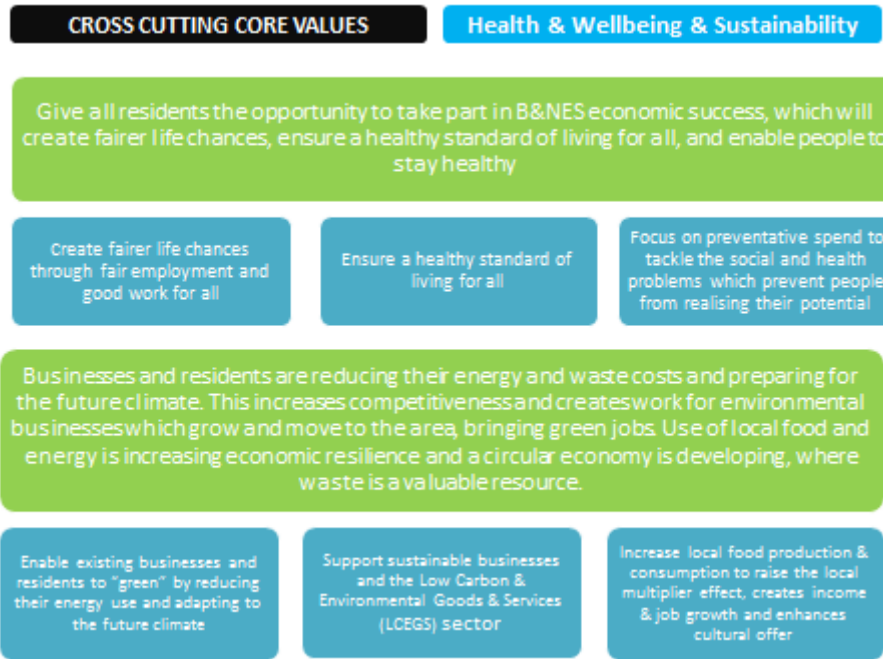 CROSS CUTTING CORE VALUES
Health & Wellbeing & Sustainability
Give all residents the opportunity to take part in B&NES economic success, which will
create fairer life chances, ensure a healthy standard of living for all, and enable people to
stay healthy
Create fairer life chances
through fair employment and
good work for all
Ensure a healthy standard of
living for all
Focus on preventative spend to
tackle the social and health
problems which prevent people
from realising their potential
Businesses and residents are reducing their energy and waste costs and preparing for
the future climate. This increases competitiveness and creates work for environmental
businesses which grow and move to the area, bringing green jobs. Use of local food and
energy is increasing economic resilience and a circular economy is developing, where
waste is a valuable resource.
Enable existing businesses and
residents to "green" by reducing
their energy use and adapting to
the future climate
Support sustainable businesses
and the Low Carbon &
Environmental Goods & Services
(LCEGS) sector
Increase local food production &
consumption to raise the local
multiplier effect, creates income
& job growth and enhances
cultural offer